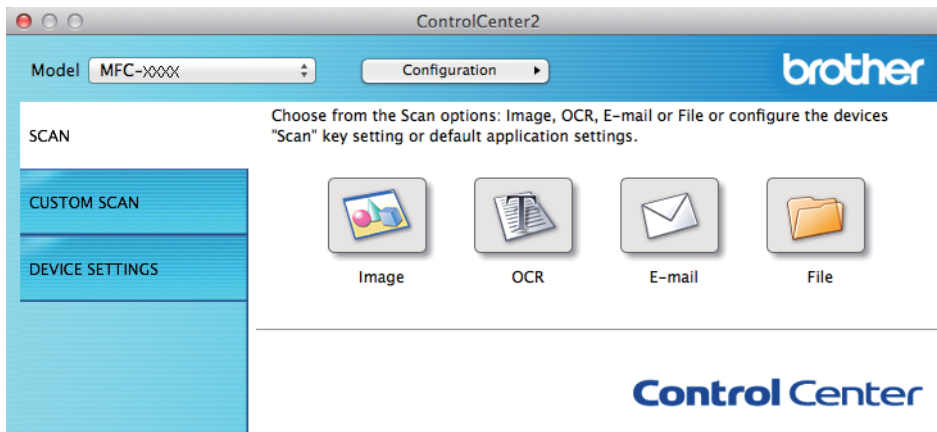 ControlCenter2
Model MFC-XXXX Configuration
brother
SCAN
Choose from the Scan options: Image, OCR, E-mail or File or configure the devices
"Scan" key setting or default application settings.
CUSTOM SCAN
DEVICE SETTINGS
T
Image OCR E-mail File
Control Center